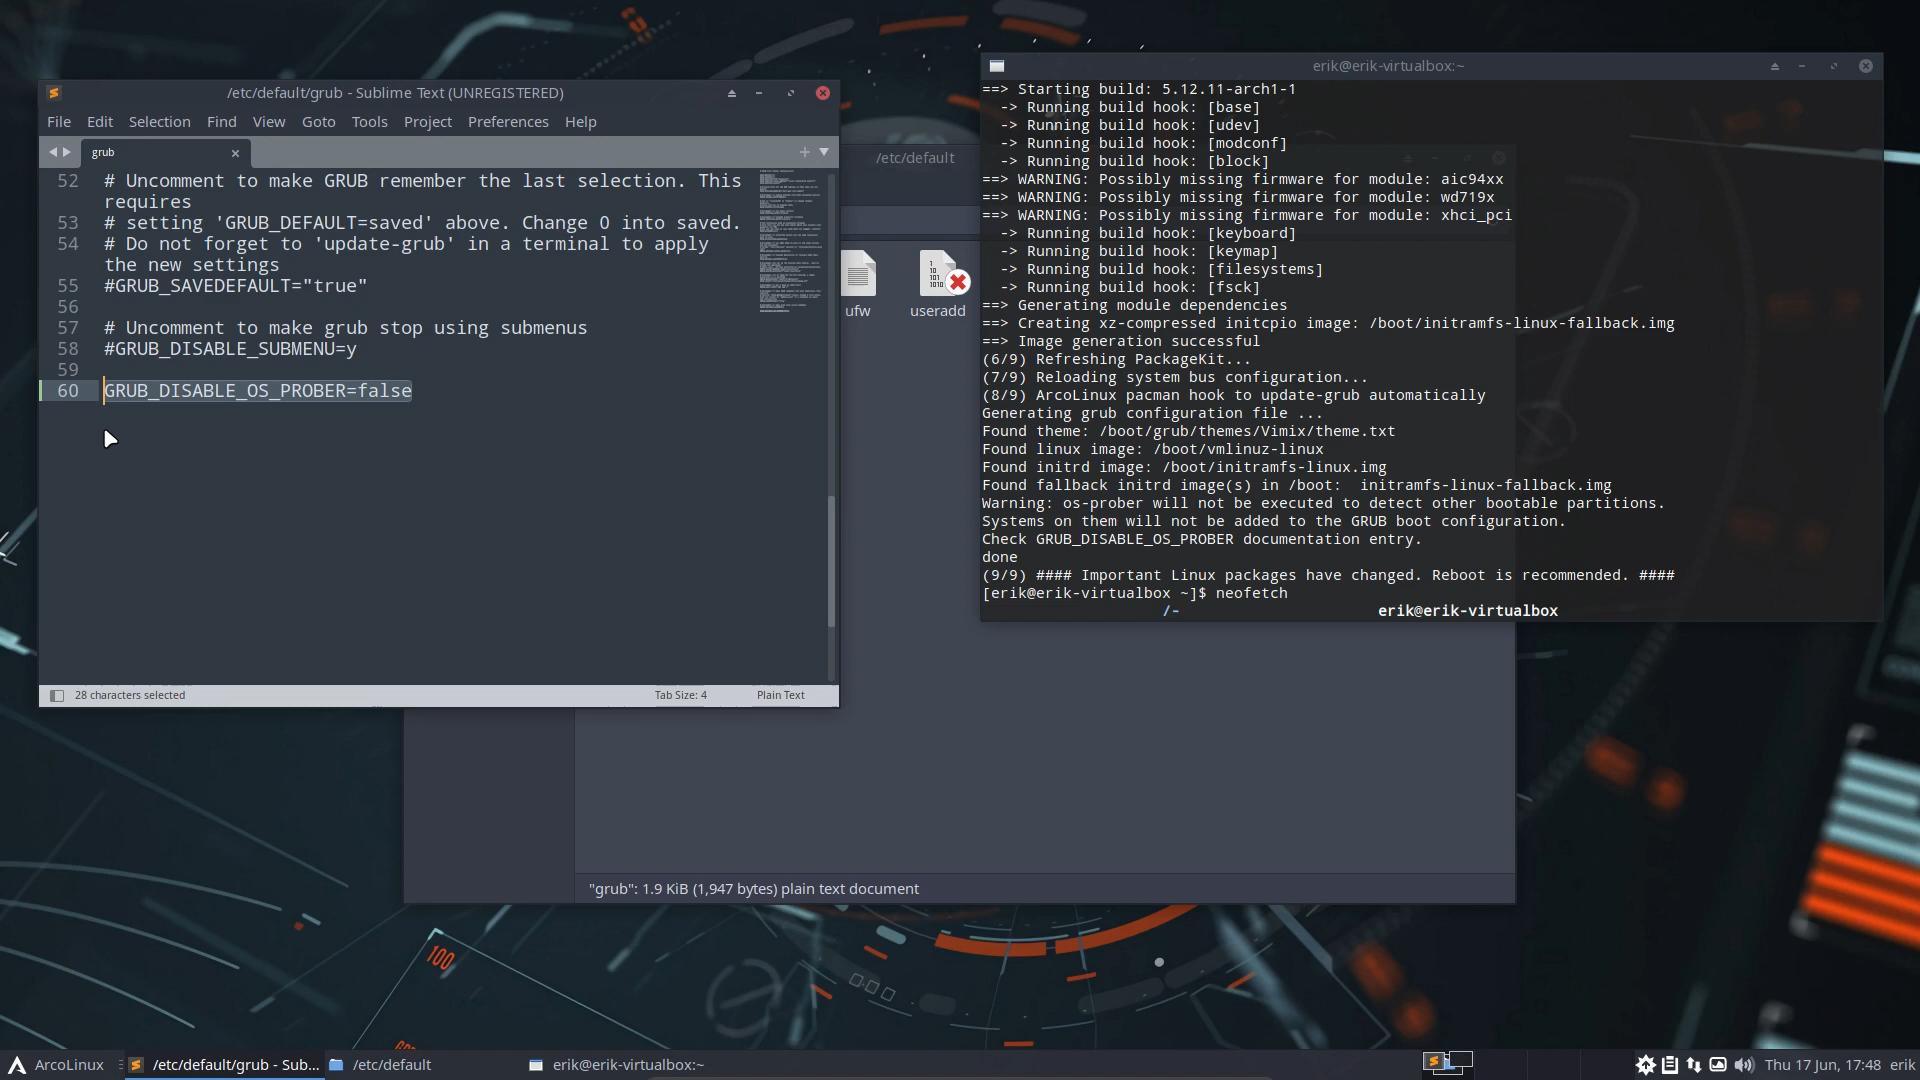 /etc/default/grub - Sublime Text (UNREGISTERED)
File Edit Selection Find View Goto Tools Project Preferences Help
grub
52 # Uncomment to make GRUB remember the last selection. This
requires
53 # setting 'GRUB_DEFAULT=saved' above. Change 0 into saved.
54 # Do not forget to 'update-grub' in a terminal to apply
the new settings
55 #GRUB_SAVEDEFAULT="true"
56
57 # Uncomment to make grub stop using submenus
58 #GRUB_DISABLE_SUBMENU=y
59
60 GRUB_DISABLE_OS_PROBER=false
28 characters selected
Tab Size: 4
Plain Text
/etc/default
ufw
useradd
"grub": 1.9 KiB (1,947 bytes) plain text document
erik@erik-virtualbox:~
==> Starting build: 5.12.11-arch1-1
-> Running build hook: [base]
-> Running build hook: [udev]
-> Running build hook: [modconf]
-> Running build hook: [block]
==> WARNING: Possibly missing firmware for module: aic94xx
==> WARNING: Possibly missing firmware for module: wd719x
==> WARNING: Possibly missing firmware for module: xhci_pci
-> Running build hook: [keyboard]
-> Running build hook: [keymap]
-> Running build hook: [filesystems]
-> Running build hook: [fsck]
==> Generating module dependencies
==> Creating xz-compressed initcpio image: /boot/initramfs-linux-fallback.img
==> Image generation successful
(6/9) Refreshing PackageKit...
(7/9) Reloading system bus configuration...
(8/9) ArcoLinux pacman hook to update-grub automatically
Generating grub configuration file ...
Found theme: /boot/grub/themes/Vimix/theme.txt
Found linux image: /boot/vmlinuz-linux
Found initrd image: /boot/initramfs-linux.img
Found fallback initrd image(s) in /boot:  initramfs-linux-fallback.img
Warning: os-prober will not be executed to detect other bootable partitions.
Systems on them will not be added to the GRUB boot configuration.
Check GRUB_DISABLE_OS_PROBER documentation entry.
done
(9/9) #### Important Linux packages have changed. Reboot is recommended. ####
[erik@erik-virtualbox ~]$ neofetch
/- erik@erik-virtualbox
100
ArcoLinux
/etc/default/grub - Sub...
/etc/default
erik@erik-virtualbox:~
Thu 17 Jun, 17:48
erik